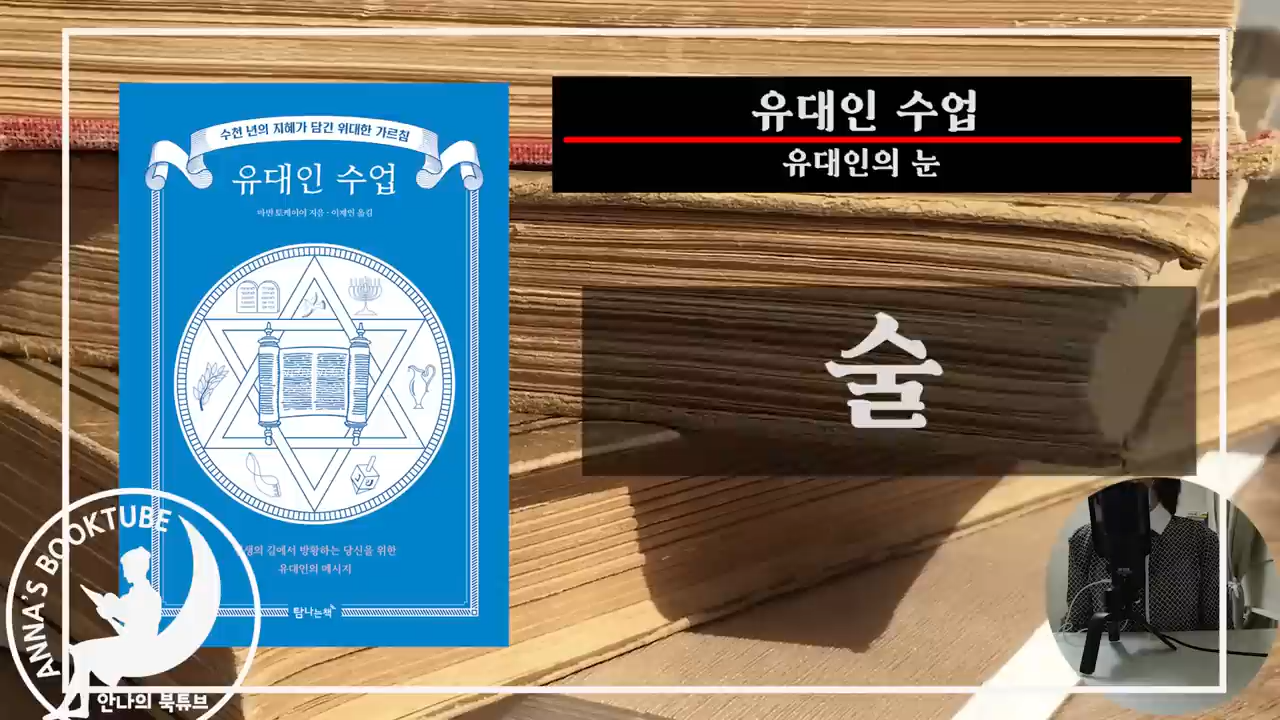 수천 년의 지혜가 담긴 위대한 가르침
유대인 수업
마빈 토케이어 지음 · 이재연 옮김
생의 길에서 방황하는 당신을 위한
유대인의 메시지
탐나는책
유대인 수업
유대인의 눈
술
ANNA'S BOOKTUBE
안나의 북튜브